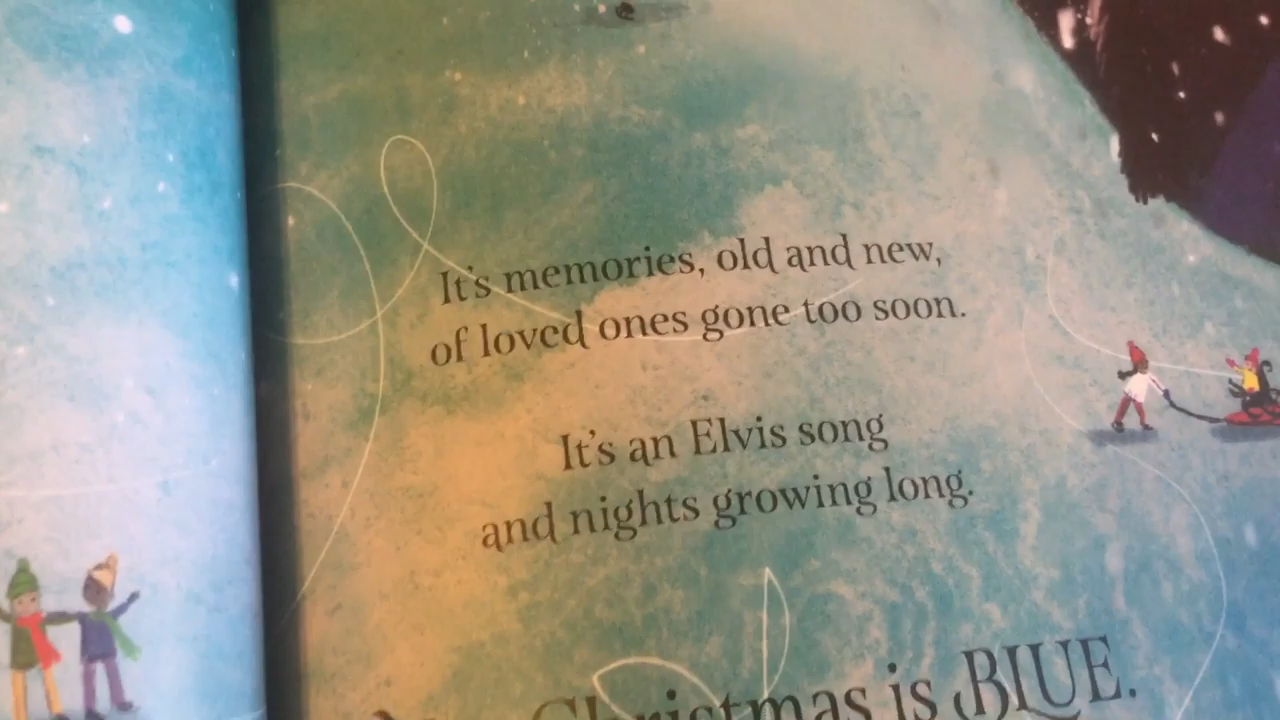 It's memories, old and new,
of loved ones gone too soon.
It's an Elvis song
and nights growing long.
Christmas is BLUE.